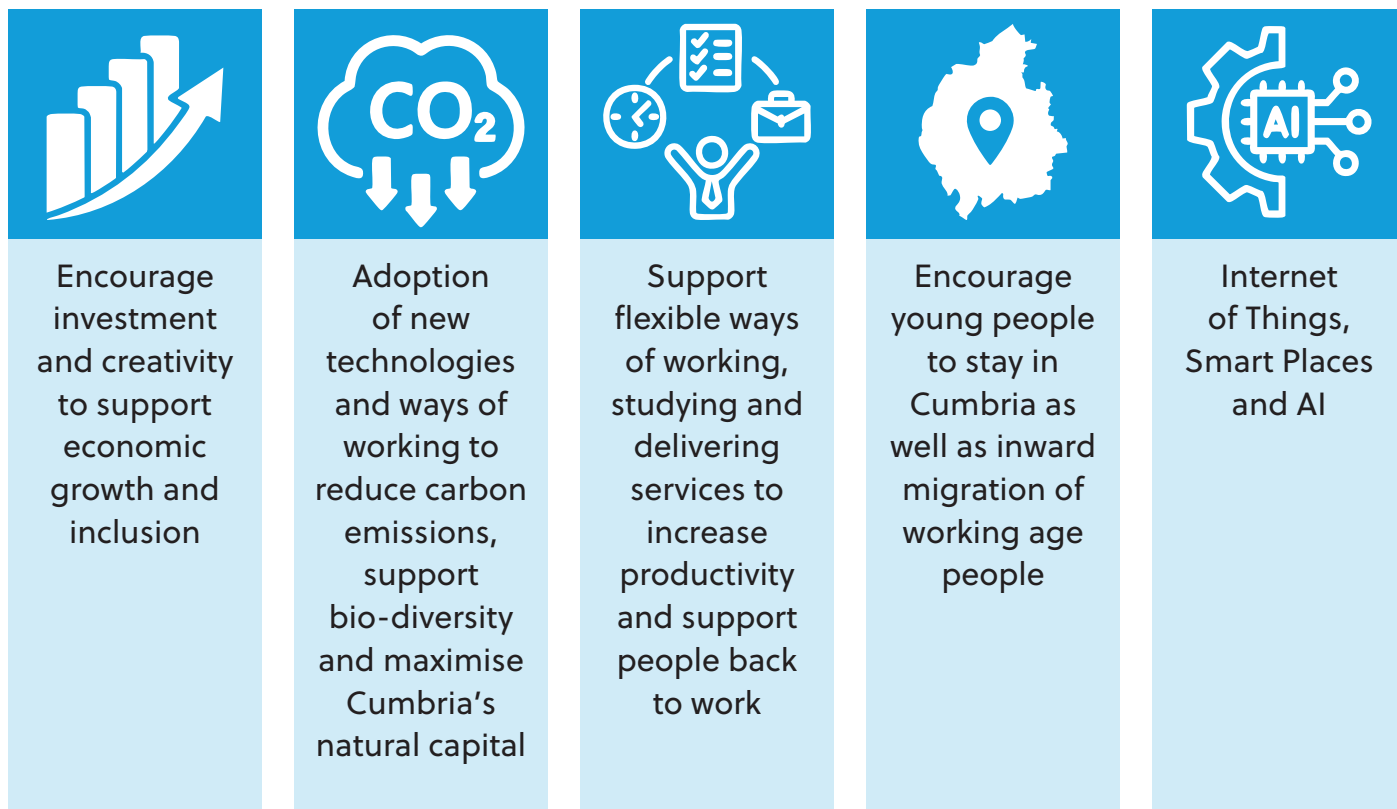 CO₂
AI
Encourage
investment
and creativity
to support
economic
growth and
inclusion
Adoption
of new
technologies
and ways of
working to
reduce carbon
emissions,
support
bio-diversity
and maximise
Cumbria’s
natural capital
Support
flexible ways
of working,
studying and
delivering
services to
increase
productivity
and support
people back
to work
Encourage
young people
to stay in
Cumbria as
well as inward
migration of
working age
people
Internet
of Things,
Smart Places
and AI